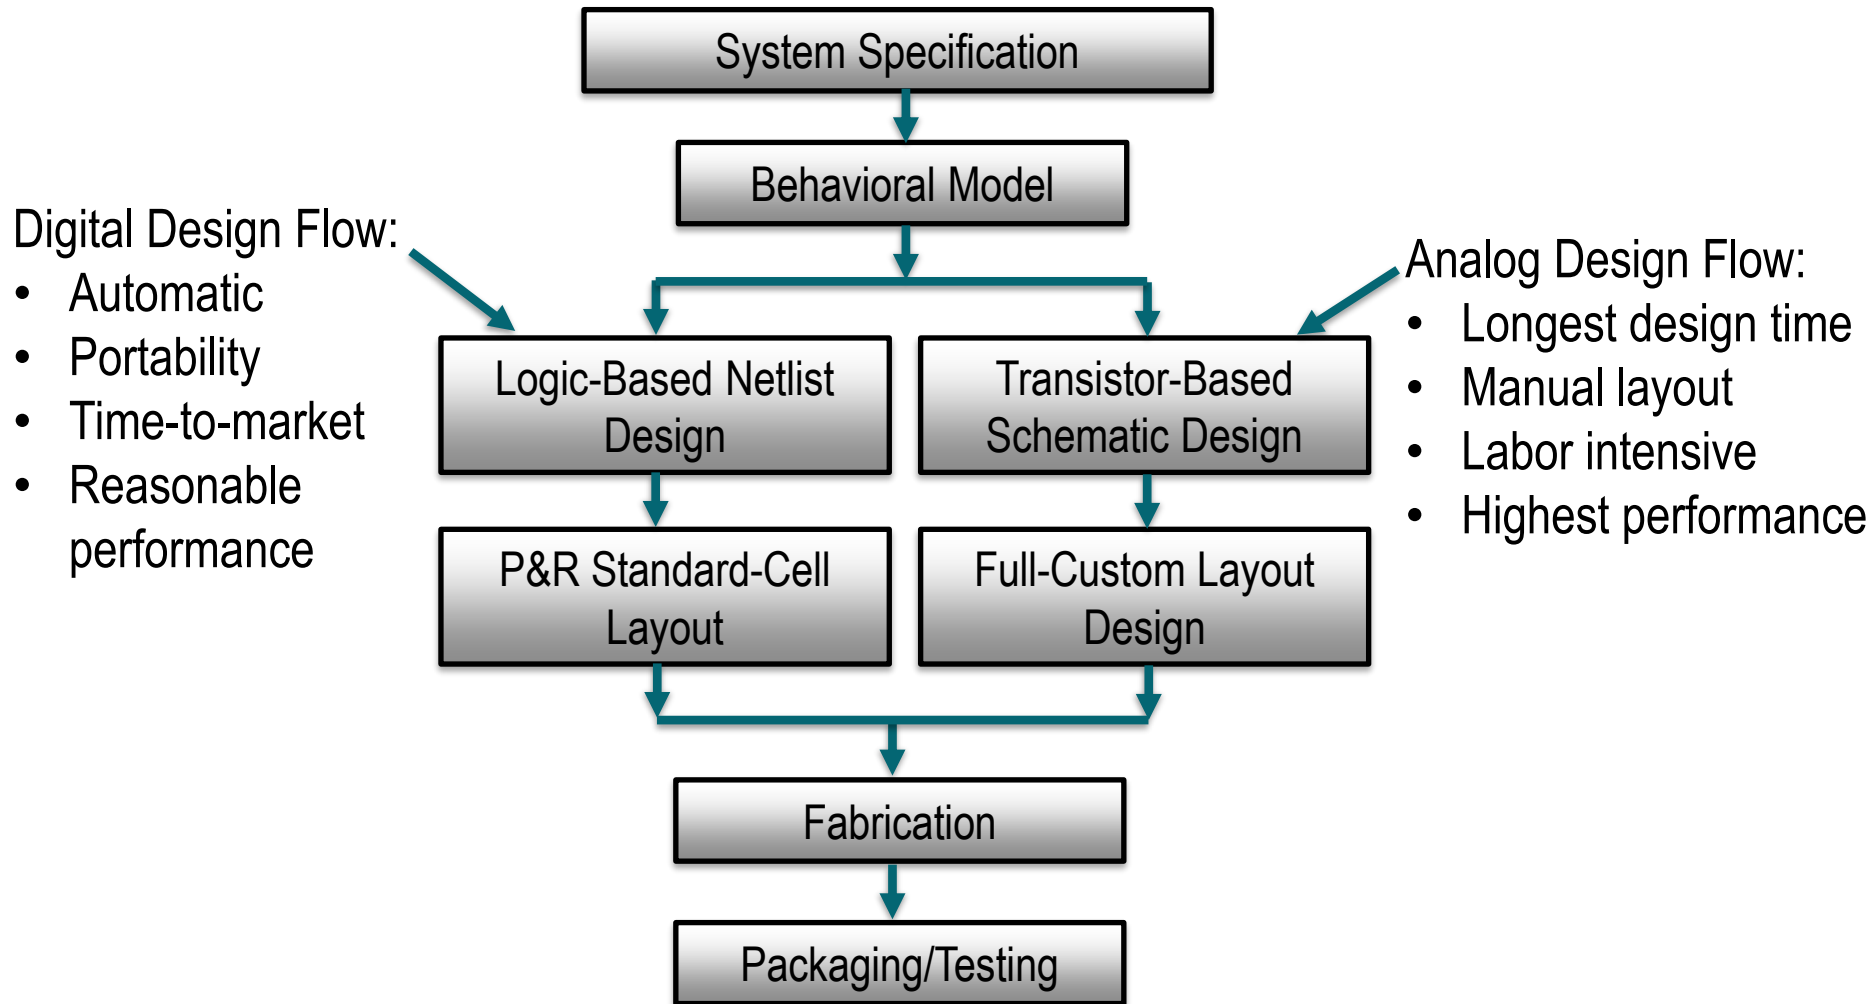 System Specification
Behavioral Model
Digital Design Flow:
• Automatic
• Portability
• Time-to-market
• Reasonable
performance
Analog Design Flow:
• Longest design time
• Manual layout
• Labor intensive
• Highest performance
Logic-Based Netlist
Design
Transistor-Based
Schematic Design
P&R Standard-Cell
Layout
Full-Custom Layout
Design
Fabrication
Packaging/Testing